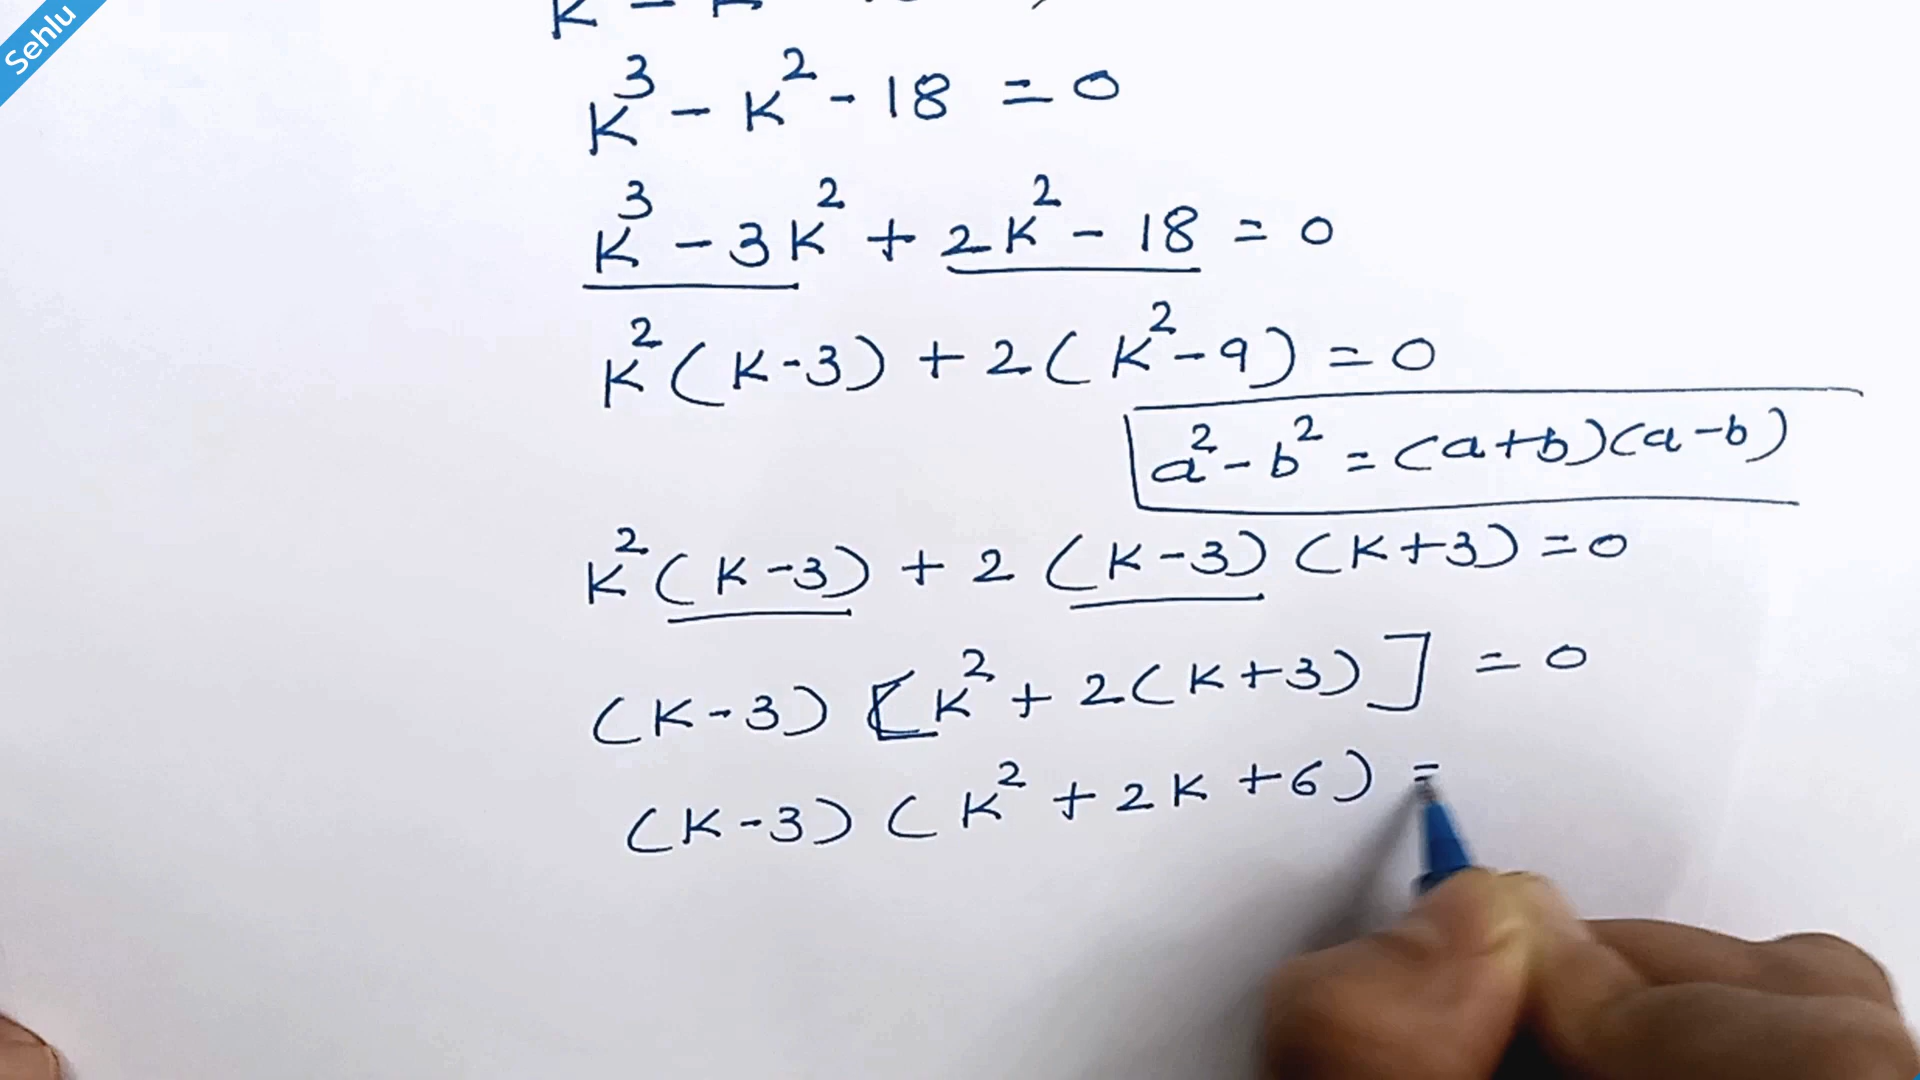 Sehlu
K³ - K² - 18 = 0
K³ - 3K² + 2K² - 18 = 0
K²(K-3) + 2(K²-9) = 0
a² - b² = (a+b)(a-b)
K²(K-3) + 2(K-3)(K+3) = 0
(K-3)[K² + 2(K+3)] = 0
(K-3)(K² + 2K + 6) =